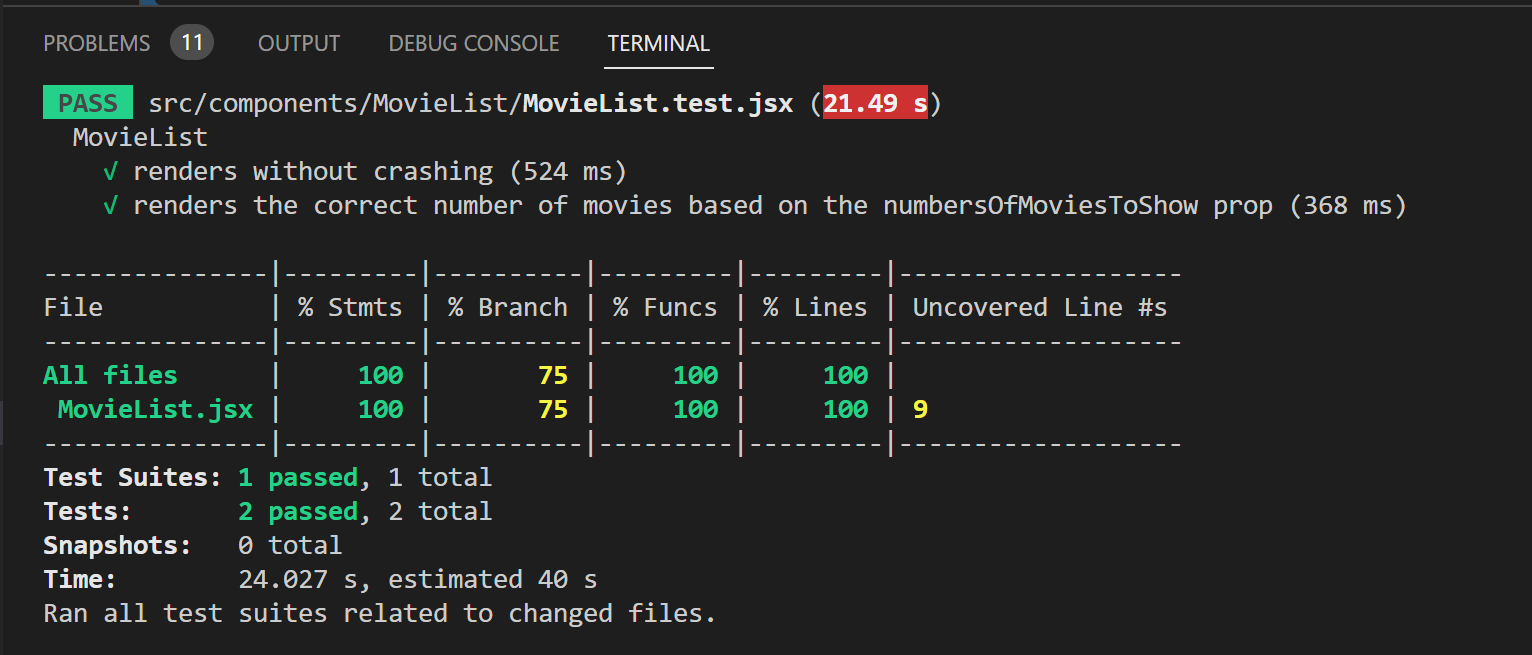 PROBLEMS 11 OUTPUT DEBUG CONSOLE TERMINAL
PASS src/components/MovieList/MovieList.test.jsx (21.49 s)
MovieList
√ renders without crashing (524 ms)
√ renders the correct number of movies based on the numbersOfMoviesToShow prop (368 ms)
---------------|---------|----------|---------|---------|-------------------
File           | % Stmts | % Branch | % Funcs | % Lines | Uncovered Line #s
---------------|---------|----------|---------|---------|-------------------
All files      |     100 |       75 |     100 |     100 |
 MovieList.jsx |     100 |       75 |     100 |     100 | 9
---------------|---------|----------|---------|---------|-------------------
Test Suites: 1 passed, 1 total
Tests:       2 passed, 2 total
Snapshots:   0 total
Time:        24.027 s, estimated 40 s
Ran all test suites related to changed files.